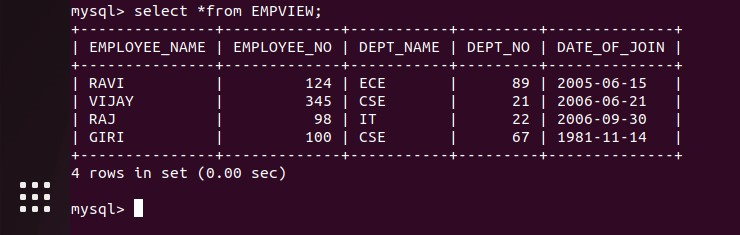 mysql> select *from EMPVIEW;
+---------------+-------------+-----------+---------+--------------+
| EMPLOYEE_NAME | EMPLOYEE_NO | DEPT_NAME | DEPT_NO | DATE_OF_JOIN |
+---------------+-------------+-----------+---------+--------------+
| RAVI          |         124 | ECE       |      89 | 2005-06-15   |
| VIJAY         |         345 | CSE       |      21 | 2006-06-21   |
| RAJ           |          98 | IT        |      22 | 2006-09-30   |
| GIRI          |         100 | CSE       |      67 | 1981-11-14   |
+---------------+-------------+-----------+---------+--------------+
4 rows in set (0.00 sec)
mysql>